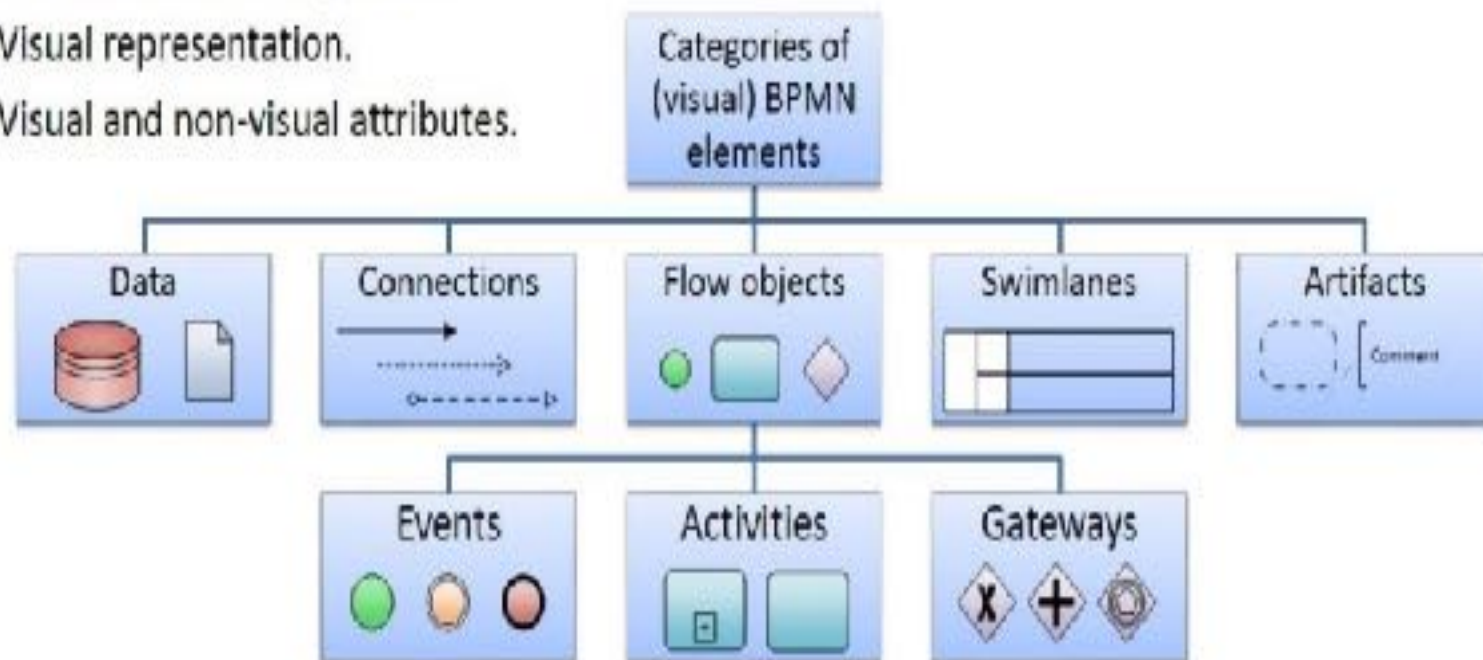 Visual representation.
Visual and non-visual attributes.
Categories of
(visual) BPMN
elements
Data
Connections
Flow objects
Swimlanes
Artifacts
Comment
Events
Activities
Gateways
X